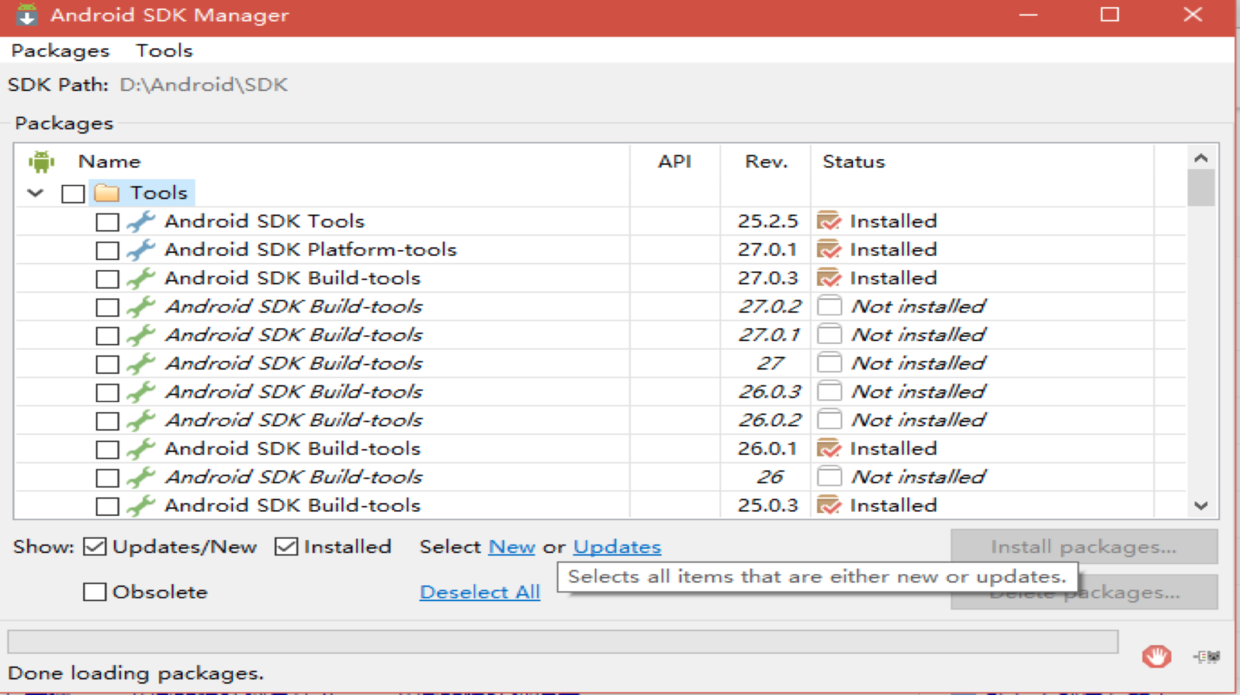 Android SDK Manager
Packages Tools
SDK Path: D:\Android\SDK
Packages
Name API Rev. Status
Tools
Android SDK Tools 25.2.5 Installed
Android SDK Platform-tools 27.0.1 Installed
Android SDK Build-tools 27.0.3 Installed
Android SDK Build-tools 27.0.2 Not installed
Android SDK Build-tools 27.0.1 Not installed
Android SDK Build-tools 27 Not installed
Android SDK Build-tools 26.0.3 Not installed
Android SDK Build-tools 26.0.2 Not installed
Android SDK Build-tools 26.0.1 Installed
Android SDK Build-tools 26 Not installed
Android SDK Build-tools 25.0.3 Installed
Show: Updates/New Installed Select New or Updates Install packages...
Selects all items that are either new or updates.
Obsolete Deselect All Delete packages...
Done loading packages.